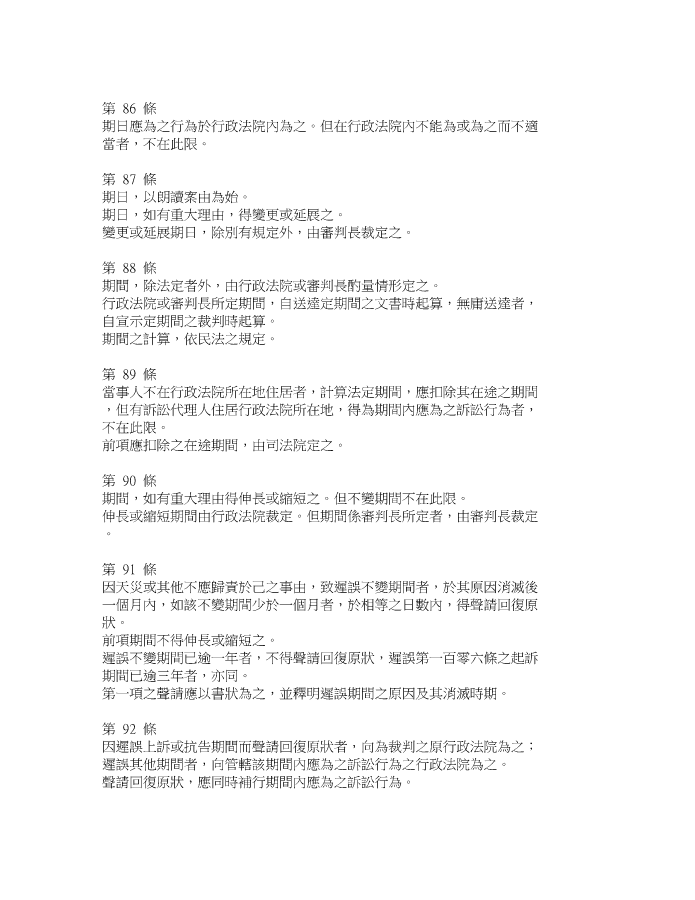 第 86 條
期日應為之行為於行政法院內為之。但在行政法院內不能為或為之而不適
當者，不在此限。
第 87 條
期日，以朗讀案由為始。
期日，如有重大理由，得變更或延展之。
變更或延展期日，除別有規定外，由審判長裁定之。
第 88 條
期間，除法定者外，由行政法院或審判長酌量情形定之。
行政法院或審判長所定期間，自送達定期間之文書時起算，無庸送達者，
自宣示定期間之裁判時起算。
期間之計算，依民法之規定。
第 89 條
當事人不在行政法院所在地住居者，計算法定期間，應扣除其在途之期間
，但有訴訟代理人住居行政法院所在地，得為期間內應為之訴訟行為者，
不在此限。
前項應扣除之在途期間，由司法院定之。
第 90 條
期間，如有重大理由得伸長或縮短之。但不變期間不在此限。
伸長或縮短期間由行政法院裁定。但期間係審判長所定者，由審判長裁定
。
第 91 條
因天災或其他不應歸責於己之事由，致遲誤不變期間者，於其原因消滅後
一個月內，如該不變期間少於一個月者，於相等之日數內，得聲請回復原
狀。
前項期間不得伸長或縮短之。
遲誤不變期間已逾一年者，不得聲請回復原狀，遲誤第一百零六條之起訴
期間已逾三年者，亦同。
第一項之聲請應以書狀為之，並釋明遲誤期間之原因及其消滅時期。
第 92 條
因遲誤上訴或抗告期間而聲請回復原狀者，向為裁判之原行政法院為之；
遲誤其他期間者，向管轄該期間內應為之訴訟行為之行政法院為之。
聲請回復原狀，應同時補行期間內應為之訴訟行為。